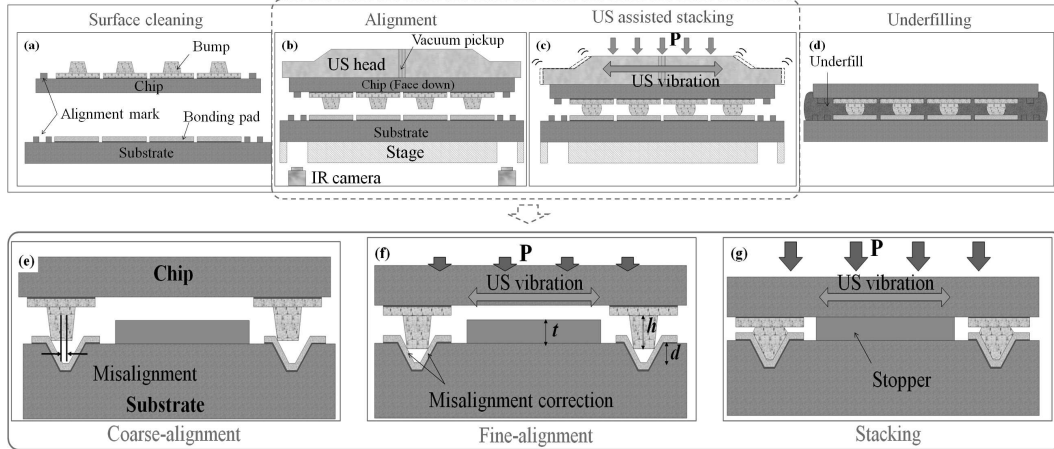 Surface cleaning
Alignment
US assisted stacking
Underfilling
(a)
Bump
Chip
Alignment mark
Bonding pad
Substrate
(b)
Vacuum pickup
US head
Chip (Face down)
Substrate
Stage
IR camera
(c)
P
US vibration
(d)
Underfill
(e)
Chip
Misalignment
Substrate
Coarse-alignment
(f)
P
US vibration
t
h
d
Misalignment correction
Fine-alignment
(g)
P
US vibration
Stopper
Stacking